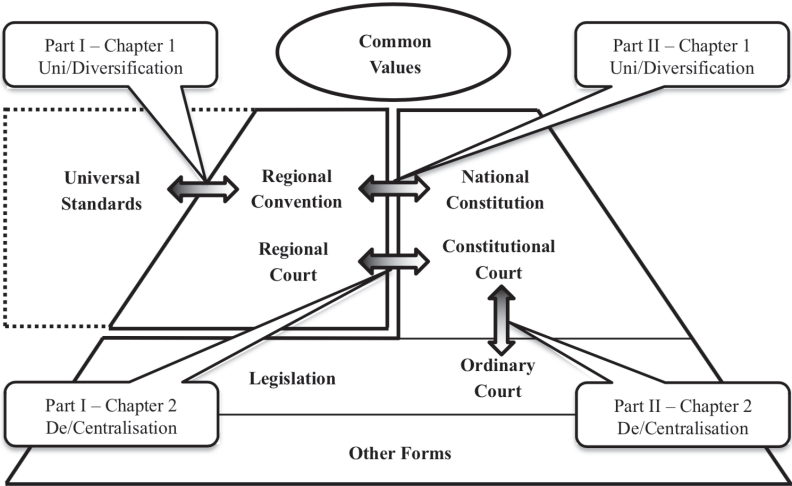 Part I – Chapter 1
Uni/Diversification
Common
Values
Part II – Chapter 1
Uni/Diversification
Universal
Standards
Regional
Convention
National
Constitution
Regional
Court
Constitutional
Court
Legislation
Ordinary
Court
Part I – Chapter 2
De/Centralisation
Part II – Chapter 2
De/Centralisation
Other Forms